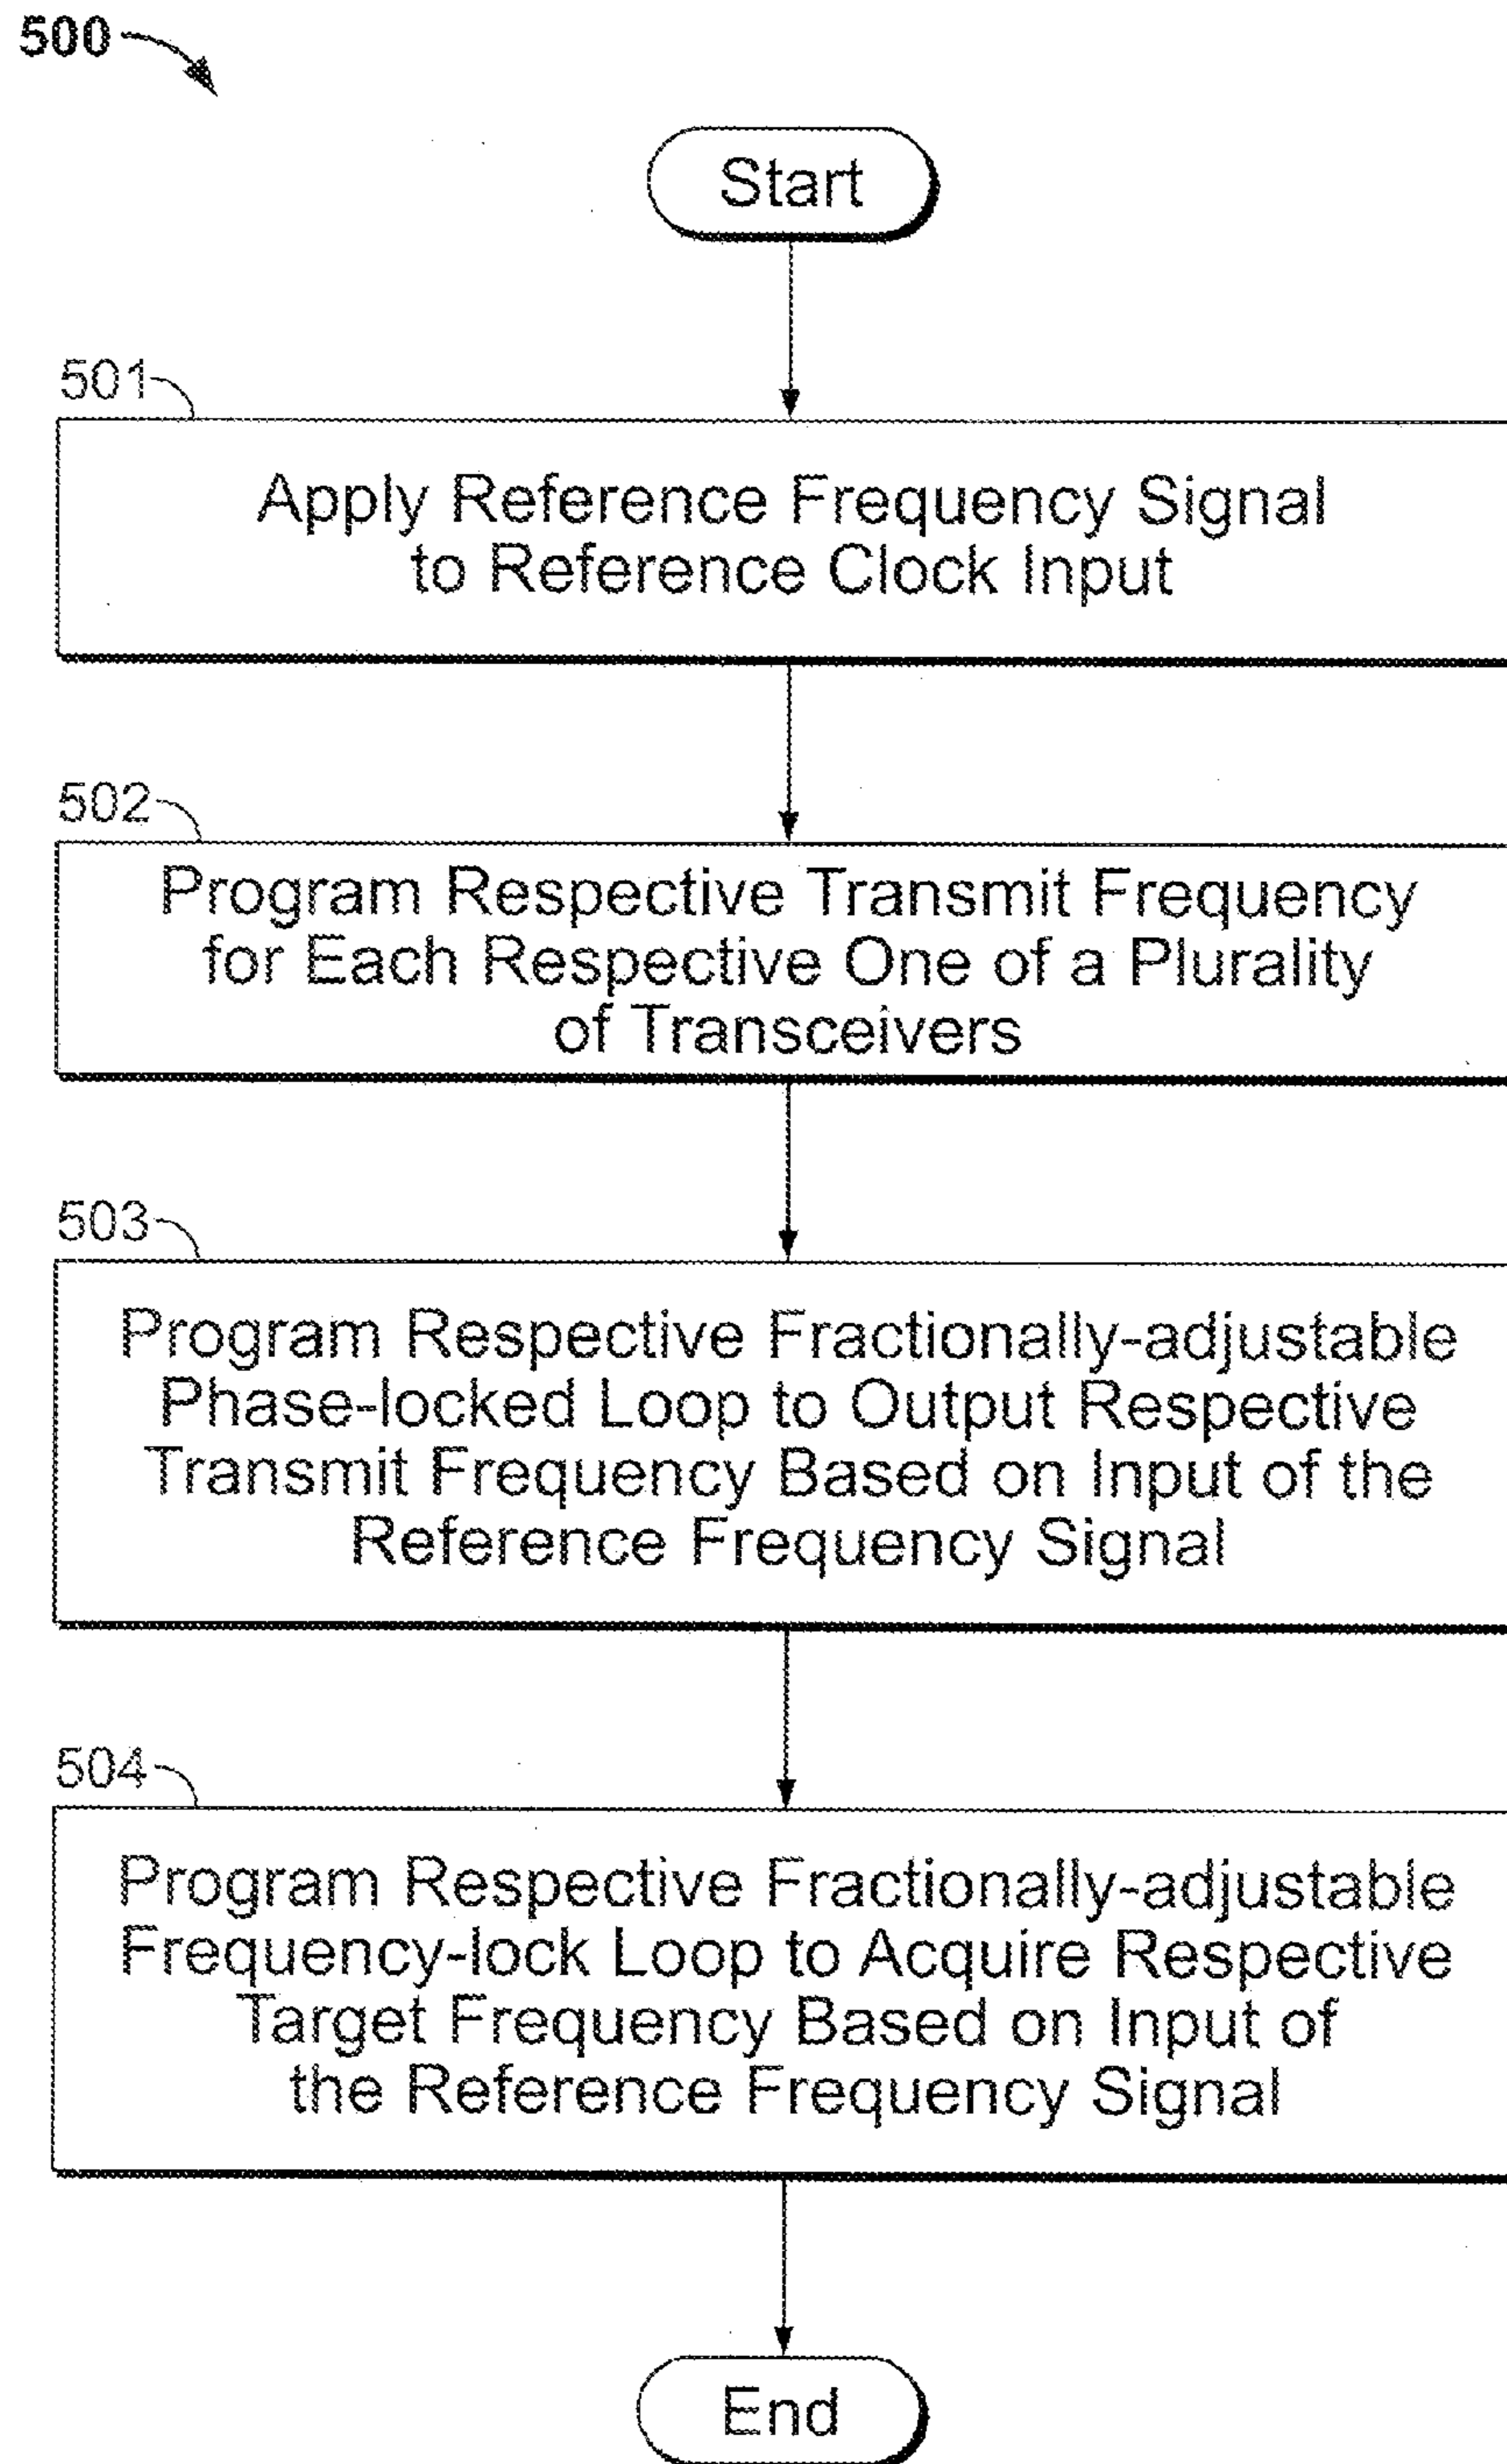 500
Start
501
Apply Reference Frequency Signal
to Reference Clock Input
502
Program Respective Transmit Frequency
for Each Respective One of a Plurality
of Transceivers
503
Program Respective Fractionally-adjustable
Phase-locked Loop to Output Respective
Transmit Frequency Based on Input of the
Reference Frequency Signal
504
Program Respective Fractionally-adjustable
Frequency-lock Loop to Acquire Respective
Target Frequency Based on Input of
the Reference Frequency Signal
End